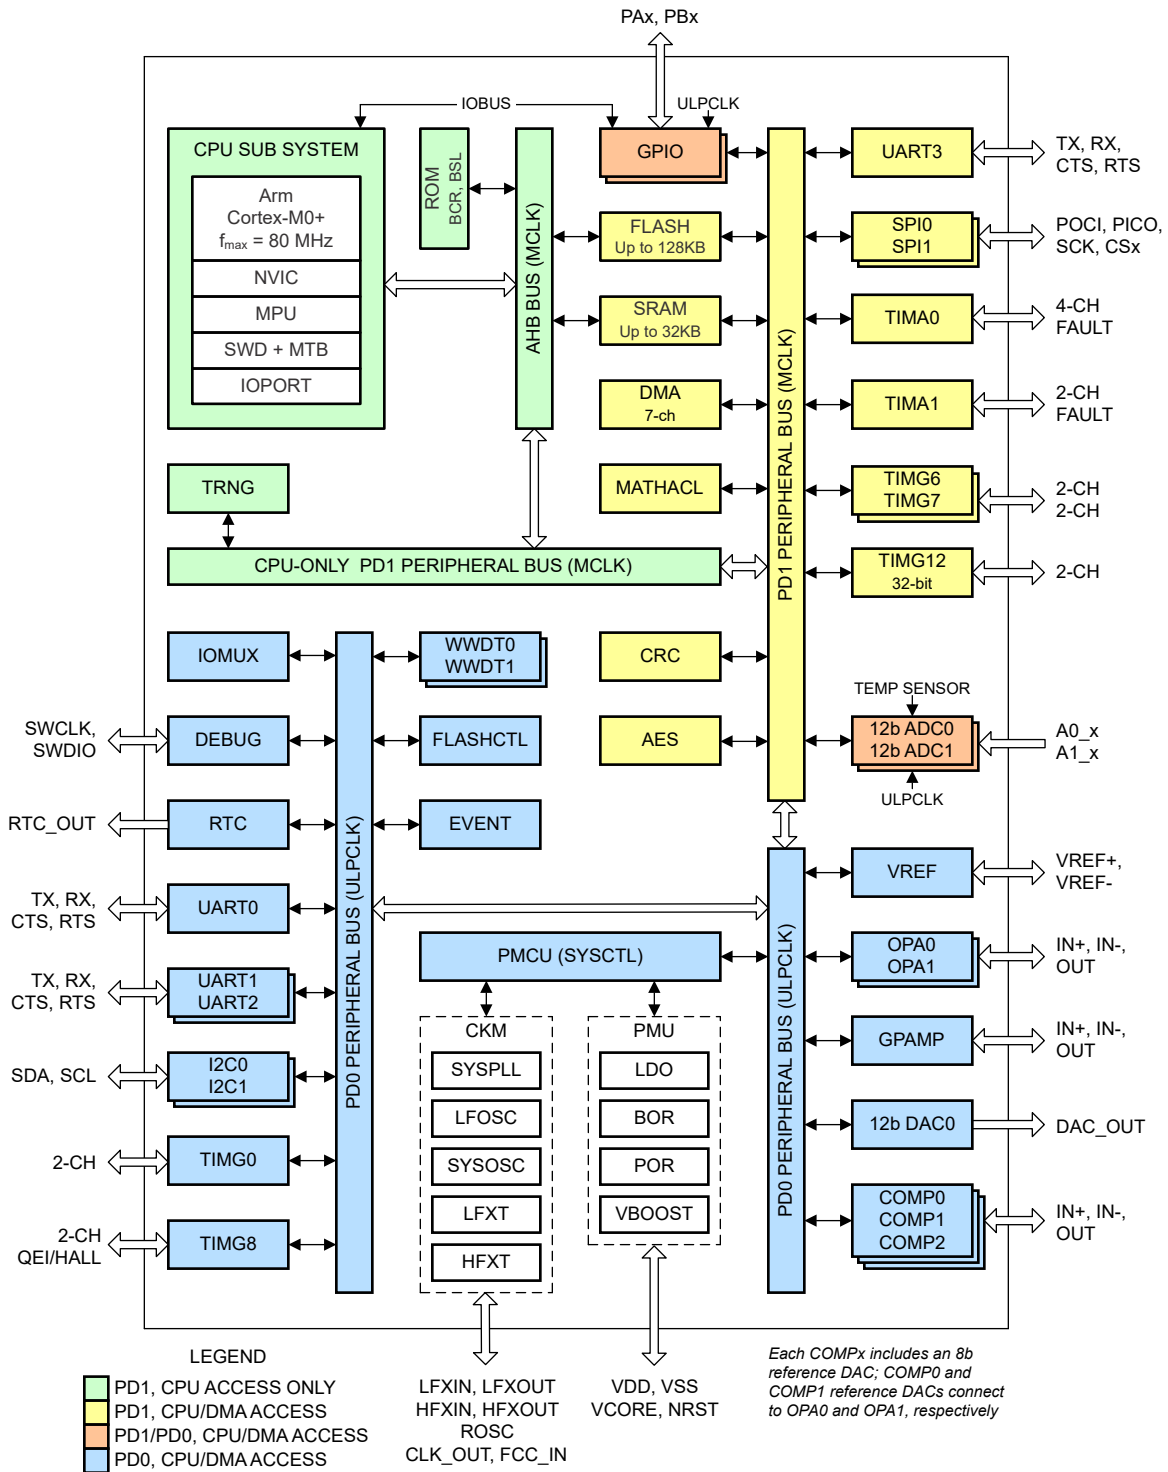 PAx, PBx
IOBUS
ULPCLK
CPU SUB SYSTEM
Arm
Cortex-M0+
fmax = 80 MHz
NVIC
MPU
SWD + MTB
IOPORT
ROM
BCR, BSL
AHB BUS (MCLK)
GPIO
FLASH
Up to 128KB
SRAM
Up to 32KB
DMA
7-ch
MATHACL
PD1 PERIPHERAL BUS (MCLK)
UART3
TX, RX,
CTS, RTS
SPI0
SPI1
POCI, PICO,
SCK, CSx
TIMA0
4-CH
FAULT
TIMA1
2-CH
FAULT
TIMG6
TIMG7
2-CH
2-CH
TIMG12
32-bit
2-CH
TRNG
CPU-ONLY PD1 PERIPHERAL BUS (MCLK)
CRC
AES
TEMP SENSOR
12b ADC0
12b ADC1
ULPCLK
A0_x
A1_x
IOMUX
WWDT0
WWDT1
SWCLK,
SWDIO
DEBUG
FLASHCTL
RTC_OUT
RTC
EVENT
TX, RX,
CTS, RTS
UART0
TX, RX,
CTS, RTS
UART1
UART2
SDA, SCL
I2C0
I2C1
2-CH
TIMG0
2-CH
QEI/HALL
TIMG8
PD0 PERIPHERAL BUS (ULPCLK)
PMCU (SYSCTL)
CKM
SYSPLL
LFOSC
SYSOSC
LFXT
HFXT
PMU
LDO
BOR
POR
VBOOST
PD0 PERIPHERAL BUS (ULPCLK)
VREF
VREF+,
VREF-
OPA0
OPA1
IN+, IN-,
OUT
GPAMP
IN+, IN-,
OUT
12b DAC0
DAC_OUT
COMP0
COMP1
COMP2
IN+, IN-,
OUT
LEGEND
PD1, CPU ACCESS ONLY
PD1, CPU/DMA ACCESS
PD1/PD0, CPU/DMA ACCESS
PD0, CPU/DMA ACCESS
LFXIN, LFXOUT
HFXIN, HFXOUT
ROSC
CLK_OUT, FCC_IN
VDD, VSS
VCORE, NRST
Each COMPx includes an 8b
reference DAC; COMP0 and
COMP1 reference DACs connect
to OPA0 and OPA1, respectively